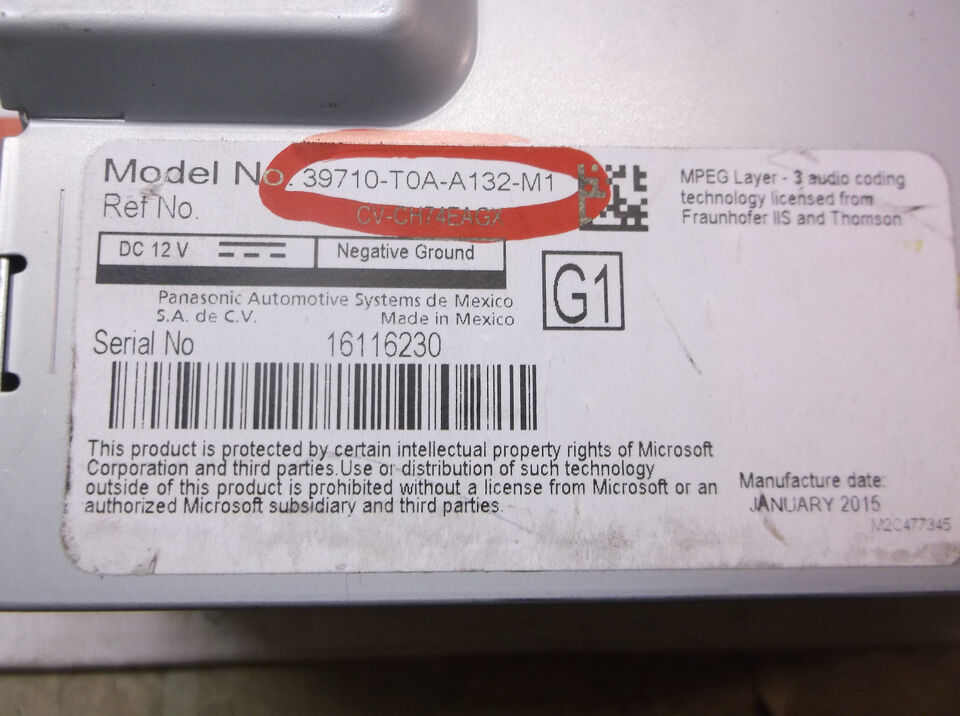 Model No. 39710-T0A-A132-M1
Ref No. CV-CH74EAGX
MPEG Layer - 3 audio coding
technology licensed from
Fraunhofer IIS and Thomson
DC 12 V Negative Ground
G1
Panasonic Automotive Systems de Mexico
S.A. de C.V. Made in Mexico
Serial No 16116230
This product is protected by certain intellectual property rights of Microsoft
Corporation and third parties.Use or distribution of such technology
outside of this product is prohibited without a license from Microsoft or an
authorized Microsoft subsidiary and third parties.
Manufacture date:
JANUARY 2015
M2C477345